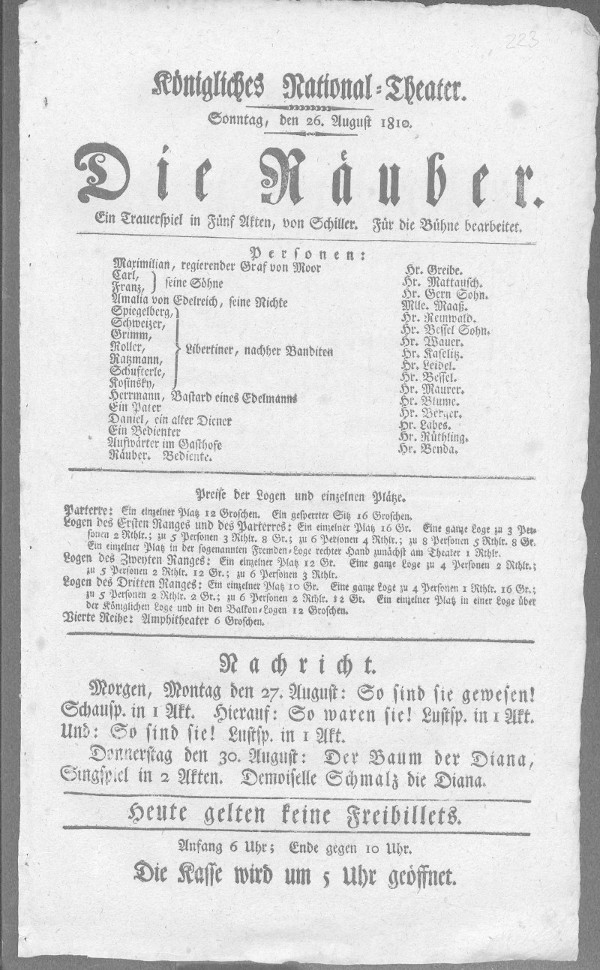 223
Königliches National-Theater.
Sonntag, den 26. August 1810.
Die Räuber.
Ein Trauerspiel in Fünf Akten, von Schiller. Für die Bühne bearbeitet.
Personen:
Maximilian, regierender Graf von Moor Hr. Greibe.
Carl, Hr. Mattausch.
Franz, } seine Söhne Hr. Gern Sohn.
Amalia von Edelreich, seine Nichte Mlle. Maaß.
Spiegelberg, Hr. Reinwald.
Schweizer, Hr. Bessel Sohn.
Grimm, Hr. Wauer.
Roller, } Libertiner, nachher Banditen Hr. Kaselitz.
Ratzmann, Hr. Leidel.
Schufterle, Hr. Bessel.
Kosinsky, Hr. Maurer.
Herrmann, Bastard eines Edelmanns Hr. Blume.
Ein Pater Hr. Berger.
Daniel, ein alter Diener Hr. Labes.
Ein Bedienter Hr. Rüthling.
Aufwärter im Gasthofe Hr. Benda.
Räuber. Bediente.
Preise der Logen und einzelnen Plätze.
Parterre: Ein einzelner Platz 12 Groschen. Ein gesperrter Sitz 16 Groschen.
Logen des Ersten Ranges und des Parterres: Ein einzelner Platz 16 Gr. Eine ganze Loge zu 3 Per-
sonen 2 Rthlr.; zu 5 Personen 3 Rthlr. 8 Gr.; zu 6 Personen 4 Rthlr.; zu 8 Personen 5 Rthlr. 8 Gr.
Ein einzelner Platz in der sogenannten Fremden-Loge rechter Hand zunächst am Theater 1 Rthlr.
Logen des Zweyten Ranges: Ein einzelner Platz 12 Gr. Eine ganze Loge zu 4 Personen 2 Rthlr.;
zu 5 Personen 2 Rthlr. 12 Gr.; zu 6 Personen 3 Rthlr.
Logen des Dritten Ranges: Ein einzelner Platz 10 Gr. Eine ganze Loge zu 4 Personen 1 Rthlr. 16 Gr.;
zu 5 Personen 2 Rthlr. 2 Gr.; zu 6 Personen 2 Rthlr. 12 Gr. Ein einzelner Platz in einer Loge über
der Königlichen Loge und in den Balkon-Logen 12 Groschen.
Vierte Reihe: Amphitheater 6 Groschen.
Nachricht.
Morgen, Montag den 27. August: So sind sie gewesen!
Schausp. in 1 Akt. Hierauf: So waren sie! Lustsp. in 1 Akt.
Und: So sind sie! Lustsp. in 1 Akt.
Donnerstag den 30. August: Der Baum der Diana,
Singspiel in 2 Akten. Demoiselle Schmalz die Diana.
Heute gelten keine Freibillets.
Anfang 6 Uhr; Ende gegen 10 Uhr.
Die Kasse wird um 5 Uhr geöffnet.